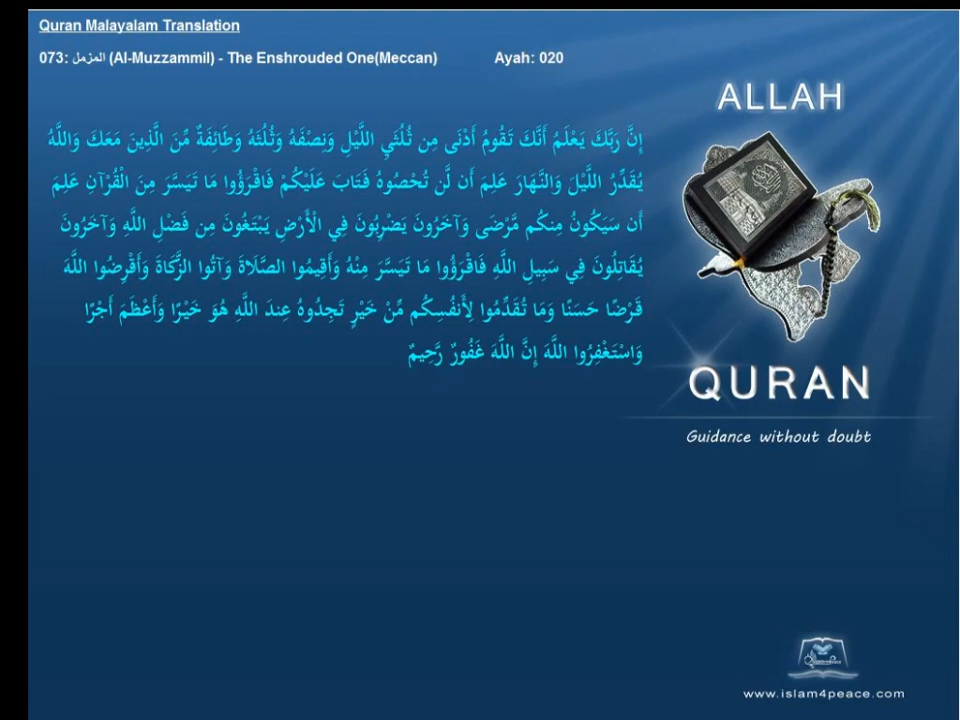 Quran Malayalam Translation
073: المزمل (Al-Muzzammil) - The Enshrouded One(Meccan) Ayah: 020
إِنَّ رَبَّكَ يَعْلَمُ أَنَّكَ تَقُومُ أَدْنَى مِن ثُلُثَيِ اللَّيْلِ وَنِصْفَهُ وَثُلُثَهُ وَطَائِفَةٌ مِّنَ الَّذِينَ مَعَكَ وَاللَّهُ
يُقَدِّرُ اللَّيْلَ وَالنَّهَارَ عَلِمَ أَن لَّن تُحْصُوهُ فَتَابَ عَلَيْكُمْ فَاقْرَؤُوا مَا تَيَسَّرَ مِنَ الْقُرْآنِ عَلِمَ
أَن سَيَكُونُ مِنكُم مَّرْضَى وَآخَرُونَ يَضْرِبُونَ فِي الْأَرْضِ يَبْتَغُونَ مِن فَضْلِ اللَّهِ وَآخَرُونَ
يُقَاتِلُونَ فِي سَبِيلِ اللَّهِ فَاقْرَؤُوا مَا تَيَسَّرَ مِنْهُ وَأَقِيمُوا الصَّلَاةَ وَآتُوا الزَّكَاةَ وَأَقْرِضُوا اللَّهَ
قَرْضًا حَسَنًا وَمَا تُقَدِّمُوا لِأَنفُسِكُم مِّنْ خَيْرٍ تَجِدُوهُ عِندَ اللَّهِ هُوَ خَيْرًا وَأَعْظَمَ أَجْرًا
وَاسْتَغْفِرُوا اللَّهَ إِنَّ اللَّهَ غَفُورٌ رَّحِيمٌ
ALLAH
QURAN
Guidance without doubt
www.islam4peace.com